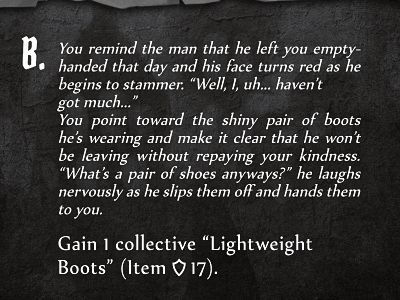 B.
You remind the man that he left you empty-
handed that day and his face turns red as he
begins to stammer. “Well, I, uh... haven’t
got much...”
You point toward the shiny pair of boots
he’s wearing and make it clear that he won’t
be leaving without repaying your kindness.
“What’s a pair of shoes anyways?” he laughs
nervously as he slips them off and hands them
to you.
Gain 1 collective “Lightweight
Boots” (Item 17).